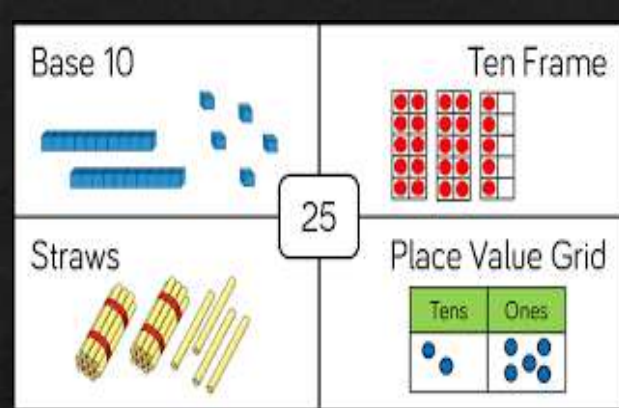 Base 10
Ten Frame
25
Straws
Place Value Grid
Tens Ones